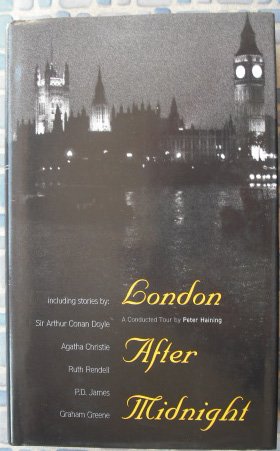 including stories by:
London
Sir Arthur Conan Doyle
A Conducted Tour by Peter Haining
Agatha Christie
After
Ruth Rendell
P.D. James
Midnight
Graham Greene